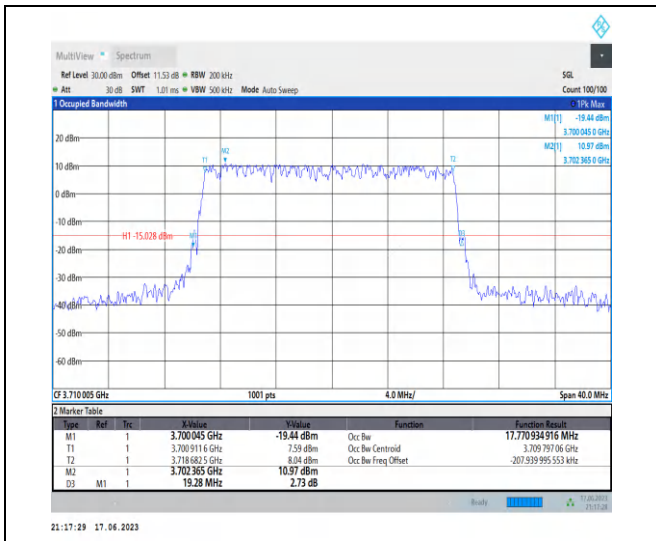 MultiView Spectrum
Ref Level 30.00 dBm Offset 11.53 dB RBW 200 kHz SGL
Att 30 dB SWT 1.01 ms VBW 500 kHz Mode Auto Sweep Count 100/100
1 Occupied Bandwidth 1Pk Max
M1[1] -19.44 dBm
3.700 045 0 GHz
M2[1] 10.97 dBm
3.702 365 0 GHz
20 dBm
T1 M2 T2
10 dBm
0 dBm
-10 dBm
H1 -15.028 dBm
-20 dBm
-30 dBm
-40 dBm
-50 dBm
-60 dBm
CF 3.710 005 GHz 1001 pts 4.0 MHz/ Span 40.0 MHz
2 Marker Table
Type Ref Trc X-Value Y-Value Function Function Result
M1 1 3.700 045 GHz -19.44 dBm Occ Bw 17.770 934 916 MHz
T1 1 3.700 911 6 GHz 7.59 dBm Occ Bw Centroid 3.709 797 06 GHz
T2 1 3.718 682 5 GHz 8.04 dBm Occ Bw Freq Offset -207.939 995 553 kHz
M2 1 3.702 365 GHz 10.97 dBm
D3 M1 1 19.28 MHz 2.73 dB
Ready 17.06.2023
21:17:28
21:17:29 17.06.2023